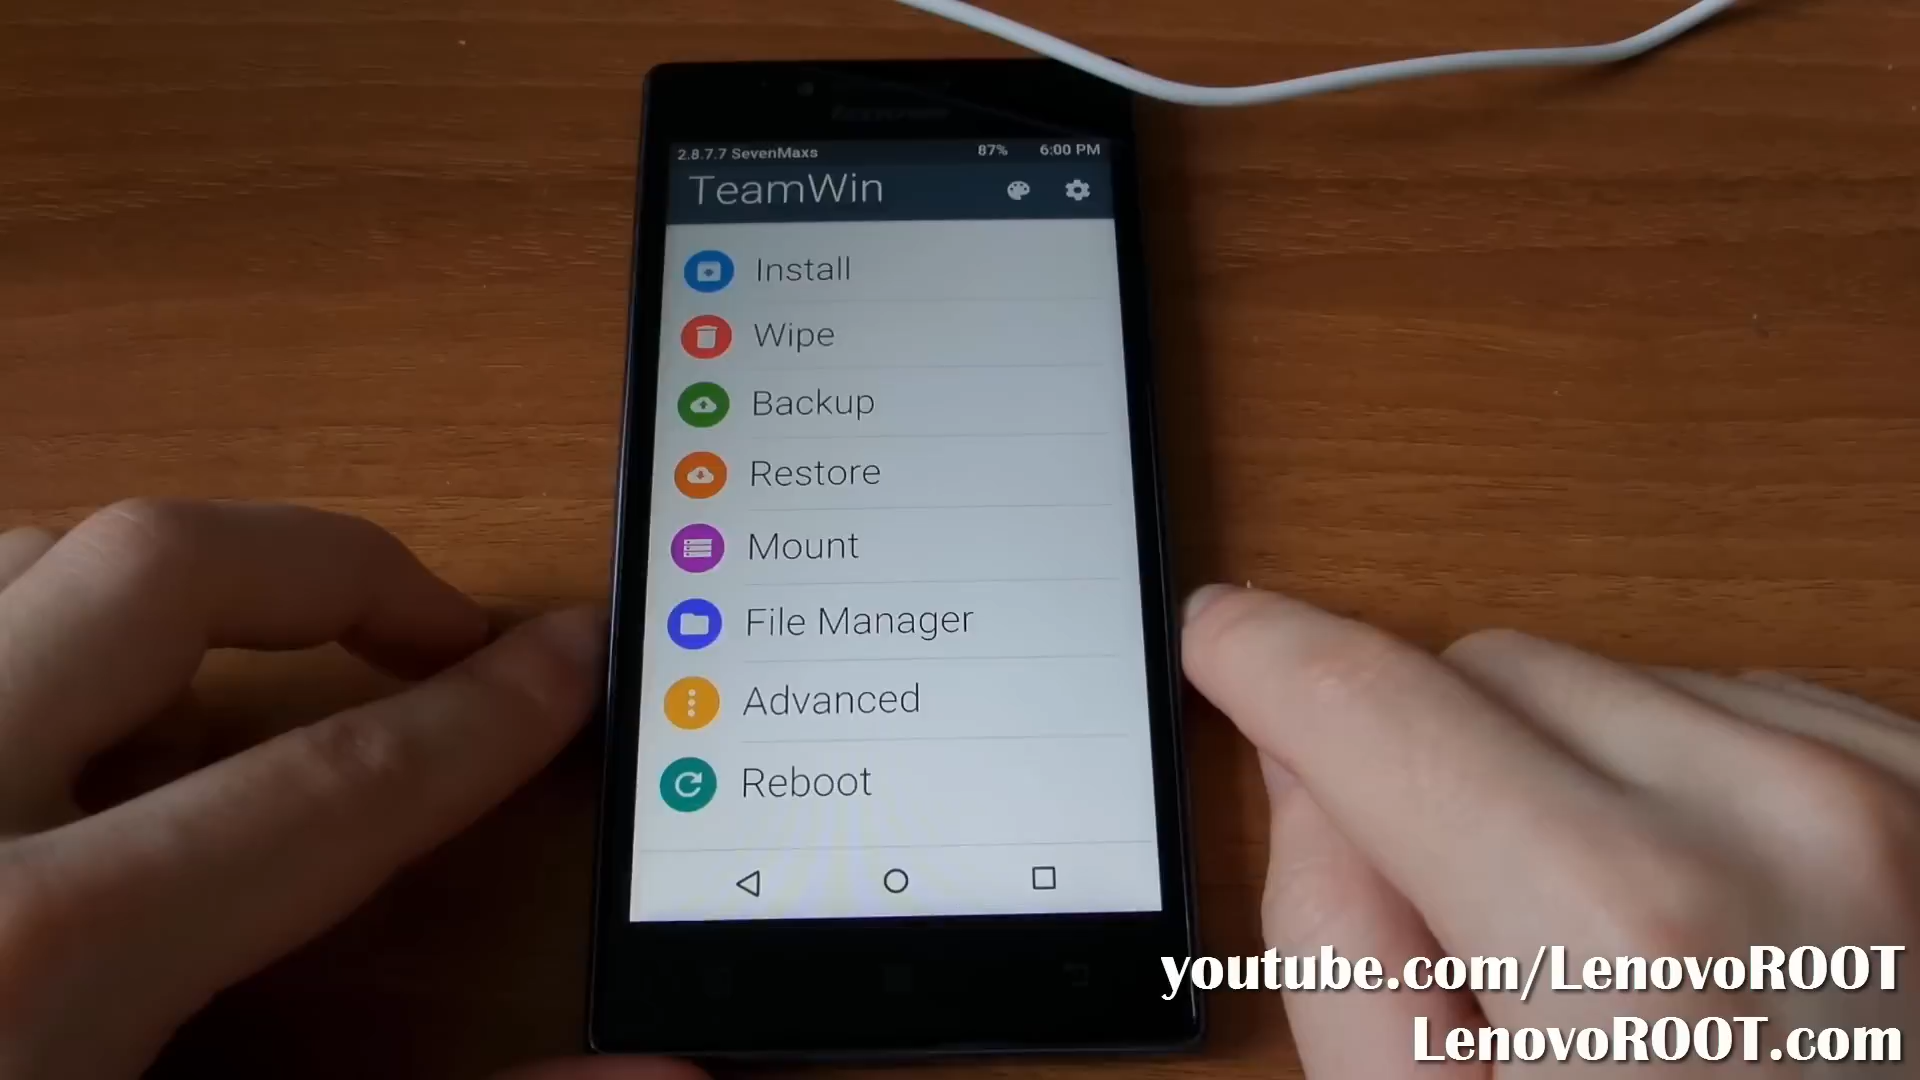 2.8.7.7 SevenMaxs 87% 6:00 PM
TeamWin
Install
Wipe
Backup
Restore
Mount
File Manager
Advanced
Reboot
youtube.com/LenovoROOT
LenovoROOT.com